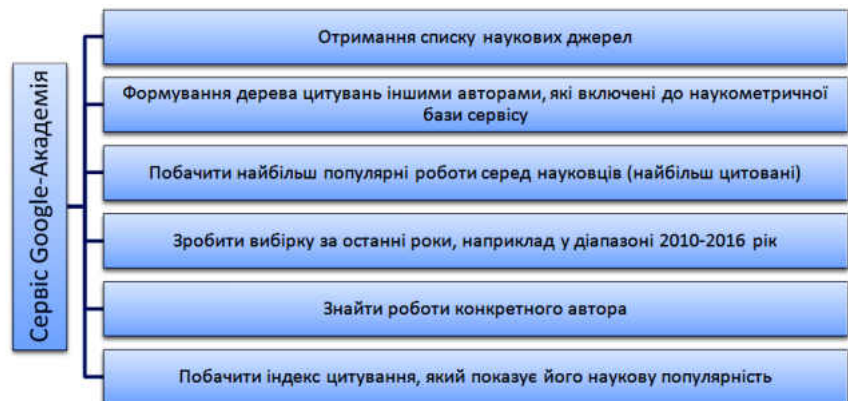 Сервіс Google-Академія
Отримання списку наукових джерел
Формування дерева цитувань іншими авторами, які включені до наукометричної
бази сервісу
Побачити найбільш популярні роботи серед науковців (найбільш цитовані)
Зробити вибірку за останні роки, наприклад у діапазоні 2010-2016 рік
Знайти роботи конкретного автора
Побачити індекс цитування, який показує його наукову популярність